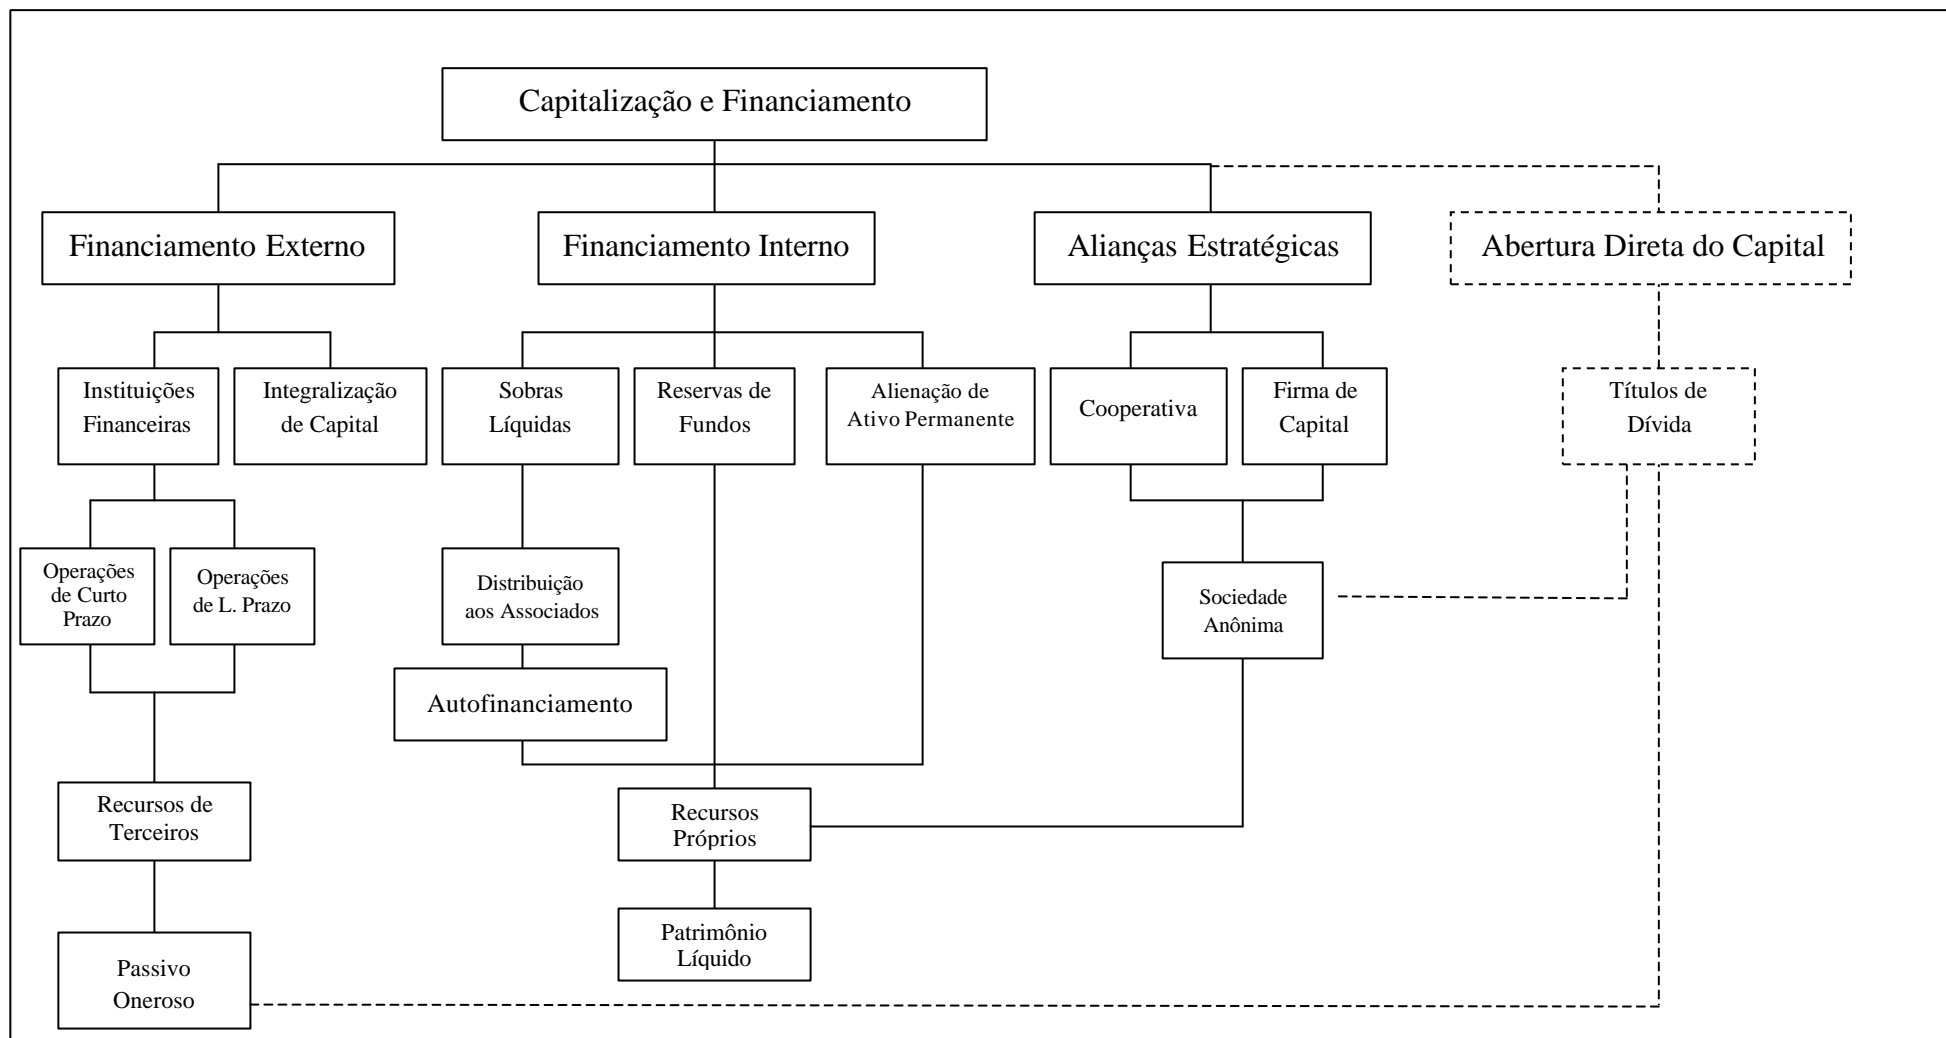 Capitalização e Financiamento
Financiamento Externo
Financiamento Interno
Alianças Estratégicas
Abertura Direta do Capital
Instituições
Financeiras
Integralização
de Capital
Sobras
Líquidas
Reservas de
Fundos
Alienação de
Ativo Permanente
Cooperativa
Firma de
Capital
Títulos de
Dívida
Operações
de Curto
Prazo
Operações
de L. Prazo
Distribuição
aos Associados
Sociedade
Anônima
Autofinanciamento
Recursos de
Terceiros
Recursos
Próprios
Patrimônio
Líquido
Passivo
Oneroso